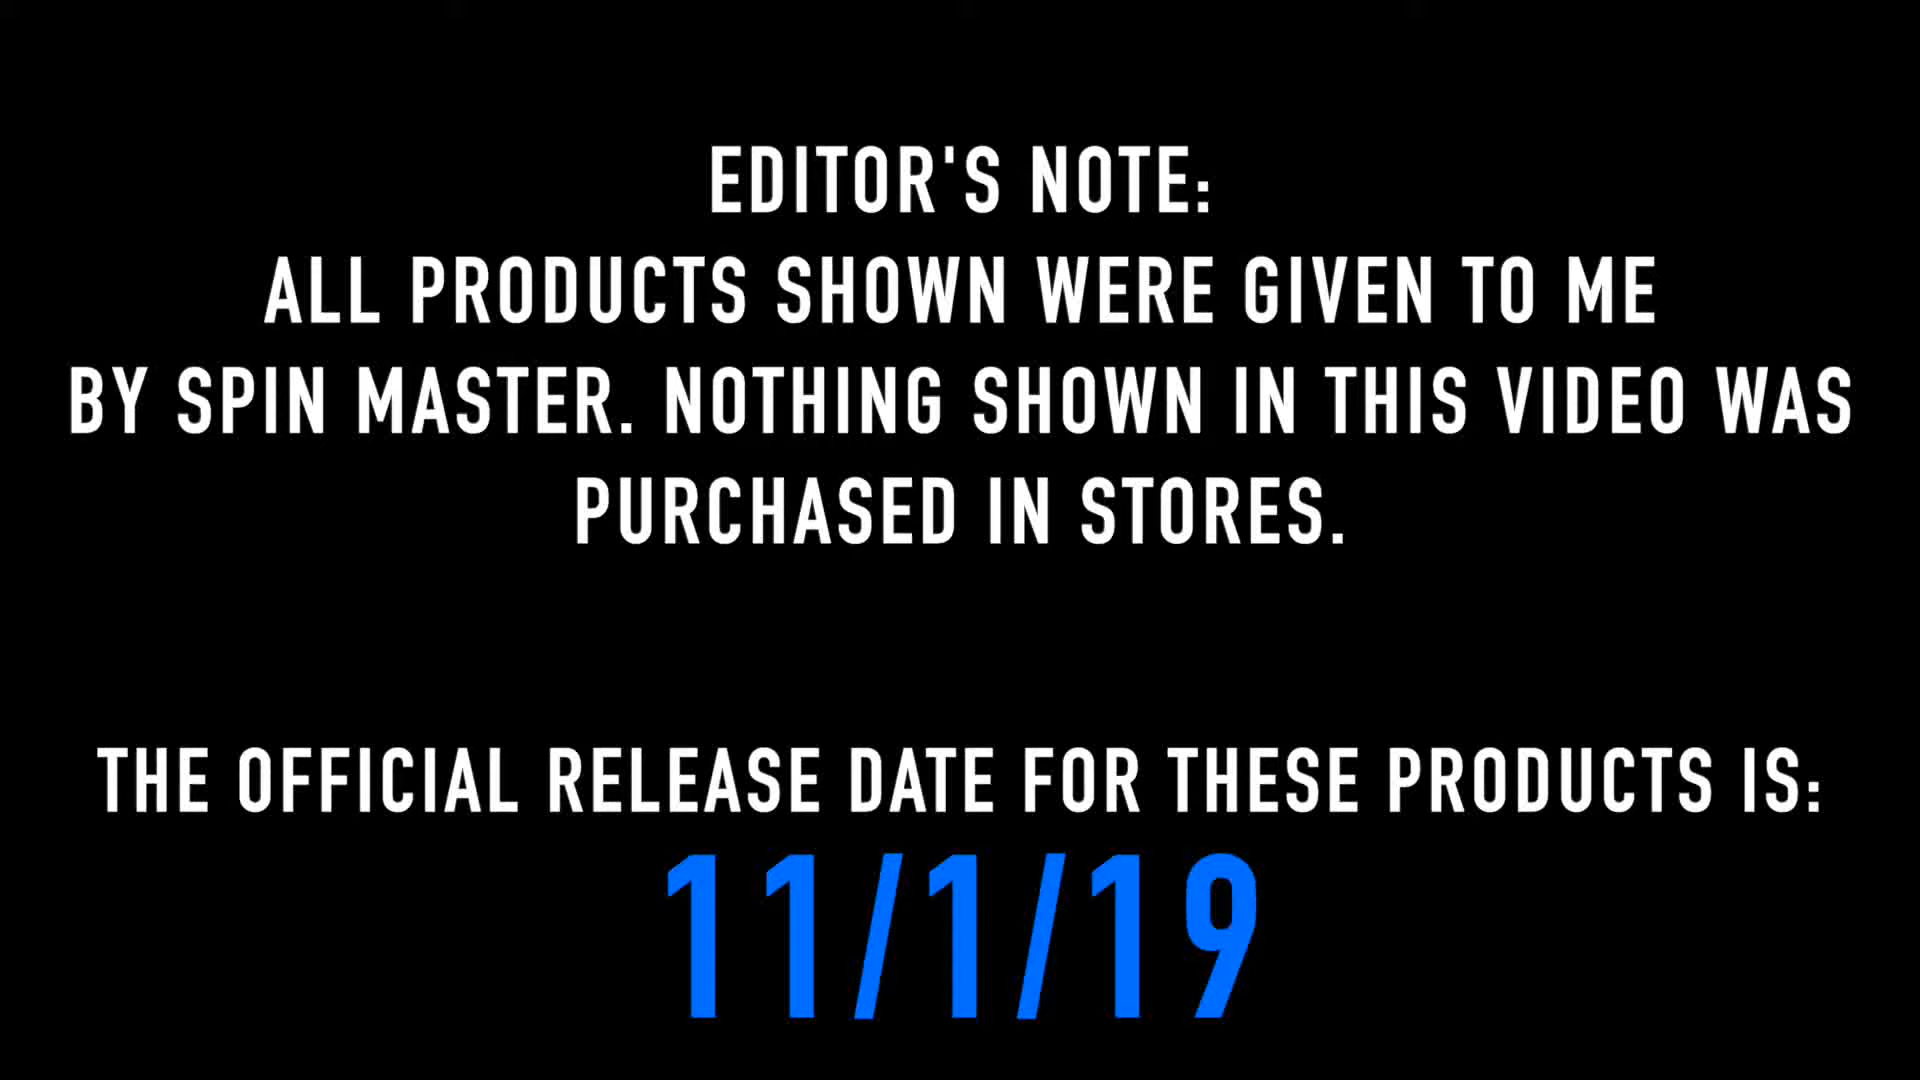 EDITOR'S NOTE:
ALL PRODUCTS SHOWN WERE GIVEN TO ME
BY SPIN MASTER. NOTHING SHOWN IN THIS VIDEO WAS
PURCHASED IN STORES.
THE OFFICIAL RELEASE DATE FOR THESE PRODUCTS IS:
11/1/19